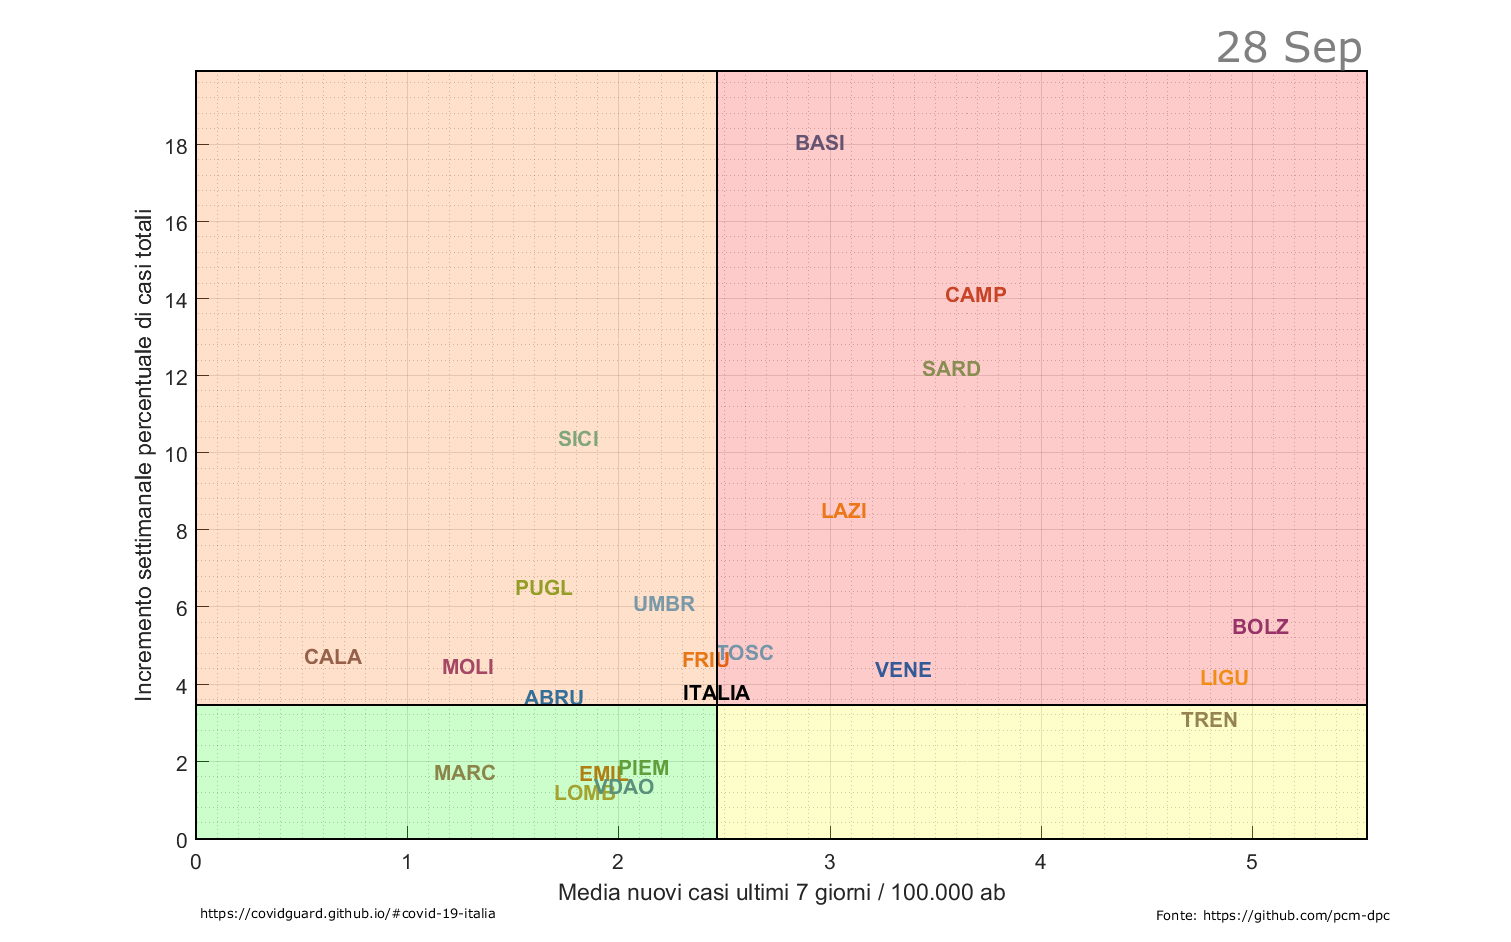 28 Sep
Incremento settimanale percentuale di casi totali
18
16
14
12
10
8
6
4
2
0
BASI
CAMP
SARD
SICI
LAZI
PUGL
UMBR
BOLZ
TOSC
CALA
FRIU
MOLI
VENE
LIGU
ITALIA
ABRU
TREN
PIEM
MARC
EMIL
VDAO
LOMB
0 1 2 3 4 5
Media nuovi casi ultimi 7 giorni / 100.000 ab
https://covidguard.github.io/#covid-19-italia
Fonte: https://github.com/pcm-dpc